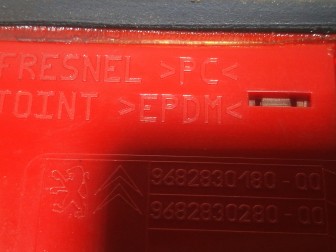 FRESNEL >PC<
JOINT >EPDM<
9682830180-00
9682830280-00